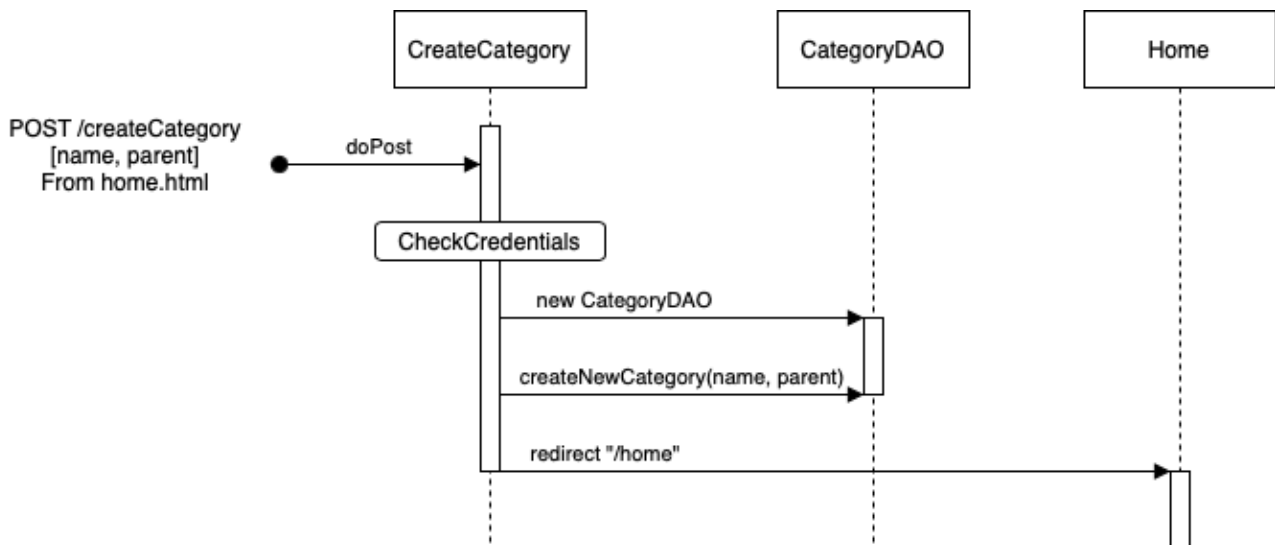 CreateCategory
CategoryDAO
Home
POST /createCategory
[name, parent]
From home.html
doPost
CheckCredentials
new CategoryDAO
createNewCategory(name, parent)
redirect "/home"